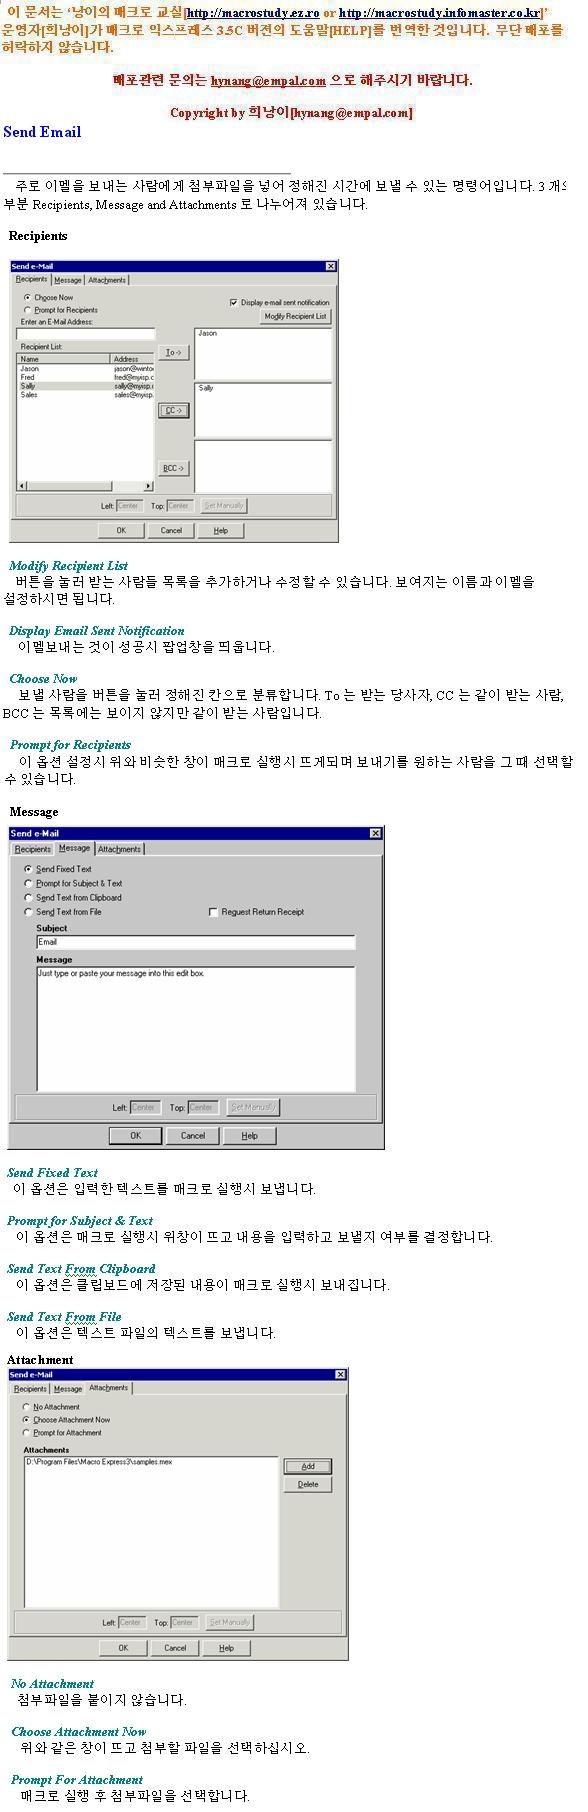 이 문서는 '낭이의 매크로 교실[http://macrostudy.ez.ro or http://macrostudy.infomaster.co.kr]'
운영자[희낭이]가 매크로 익스프레스 3.5C 버젼의 도움말[HELP]를 번역한 것입니다. 무단 배포를
허락하지 않습니다.
배포관련 문의는 hynang@empal.com 으로 해주시기 바랍니다.
Copyright by 희낭이[hynang@empal.com]
Send Email
주로 이멜을 보내는 사람에게 첨부파일을 넣어 정해진 시간에 보낼 수 있는 명령어입니다. 3 개의
부분 Recipients, Message and Attachments 로 나누어져 있습니다.
Recipients
Send e-Mail
Recipients Message Attachments
Choose Now
Prompt for Recipients
Display e-mail sent notification
Enter an E-Mail Address:
Modify Recipient List
Recipient List:
To ->
Jason
Name Address
Jason jason@winto
Fred fred@myisp.c
Sally sally@myisp.c
Sales sales@myisp.
CC ->
Sally
BCC ->
Left: Center Top: Center Set Manually
OK Cancel Help
Modify Recipient List
버튼을 눌러 받는 사람들 목록을 추가하거나 수정할 수 있습니다. 보여지는 이름과 이멜을
설정하시면 됩니다.
Display Email Sent Notification
이멜보내는 것이 성공시 팝업창을 띄웁니다.
Choose Now
보낼 사람을 버튼을 눌러 정해진 칸으로 분류합니다. To 는 받는 당사자, CC 는 같이 받는 사람,
BCC 는 목록에는 보이지 않지만 같이 받는 사람입니다.
Prompt for Recipients
이 옵션 설정시 위와 비슷한 창이 매크로 실행시 뜨게되며 보내기를 원하는 사람을 그 때 선택할
수 있습니다.
Message
Send e-Mail
Recipients Message Attachments
Send Fixed Text
Prompt for Subject & Text
Send Text from Clipboard
Send Text from File
Request Return Receipt
Subject
Email
Message
Just type or paste your message into this edit box.
Left: Center Top: Center Set Manually
OK Cancel Help
Send Fixed Text
이 옵션은 입력한 텍스트를 매크로 실행시 보냅니다.
Prompt for Subject & Text
이 옵션은 매크로 실행시 위창이 뜨고 내용을 입력하고 보낼지 여부를 결정합니다.
Send Text From Clipboard
이 옵션은 클립보드에 저장된 내용이 매크로 실행시 보내집니다.
Send Text From File
이 옵션은 텍스트 파일의 텍스트를 보냅니다.
Attachment
Send e-Mail
Recipients Message Attachments
No Attachment
Choose Attachment Now
Prompt for Attachment
Attachments
D:\Program Files\Macro Express3\samples.mex
Add
Delete
Left: Center Top: Center Set Manually
OK Cancel Help
No Attachment
첨부파일을 붙이지 않습니다.
Choose Attachment Now
위와 같은 창이 뜨고 첨부할 파일을 선택하십시오.
Prompt For Attachment
매크로 실행 후 첨부파일을 선택합니다.